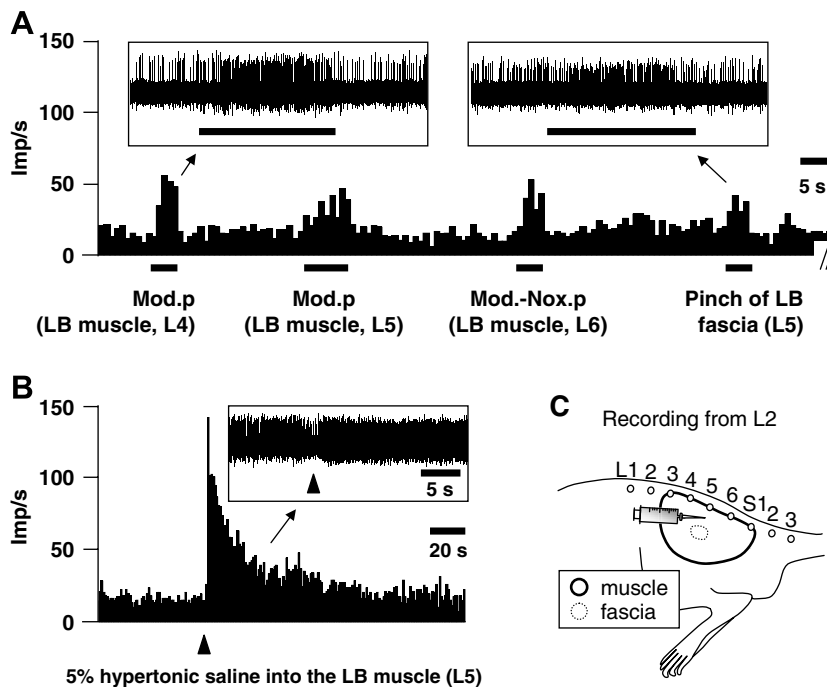 A
150
100
50
0
Imp/s
5 s
Mod.p
(LB muscle, L4)
Mod.p
(LB muscle, L5)
Mod.-Nox.p
(LB muscle, L6)
Pinch of LB
fascia (L5)
B
150
100
50
0
Imp/s
5 s
20 s
5% hypertonic saline into the LB muscle (L5)
C
Recording from L2
L1 2 3 4 5 6 S1 2 3
muscle
fascia